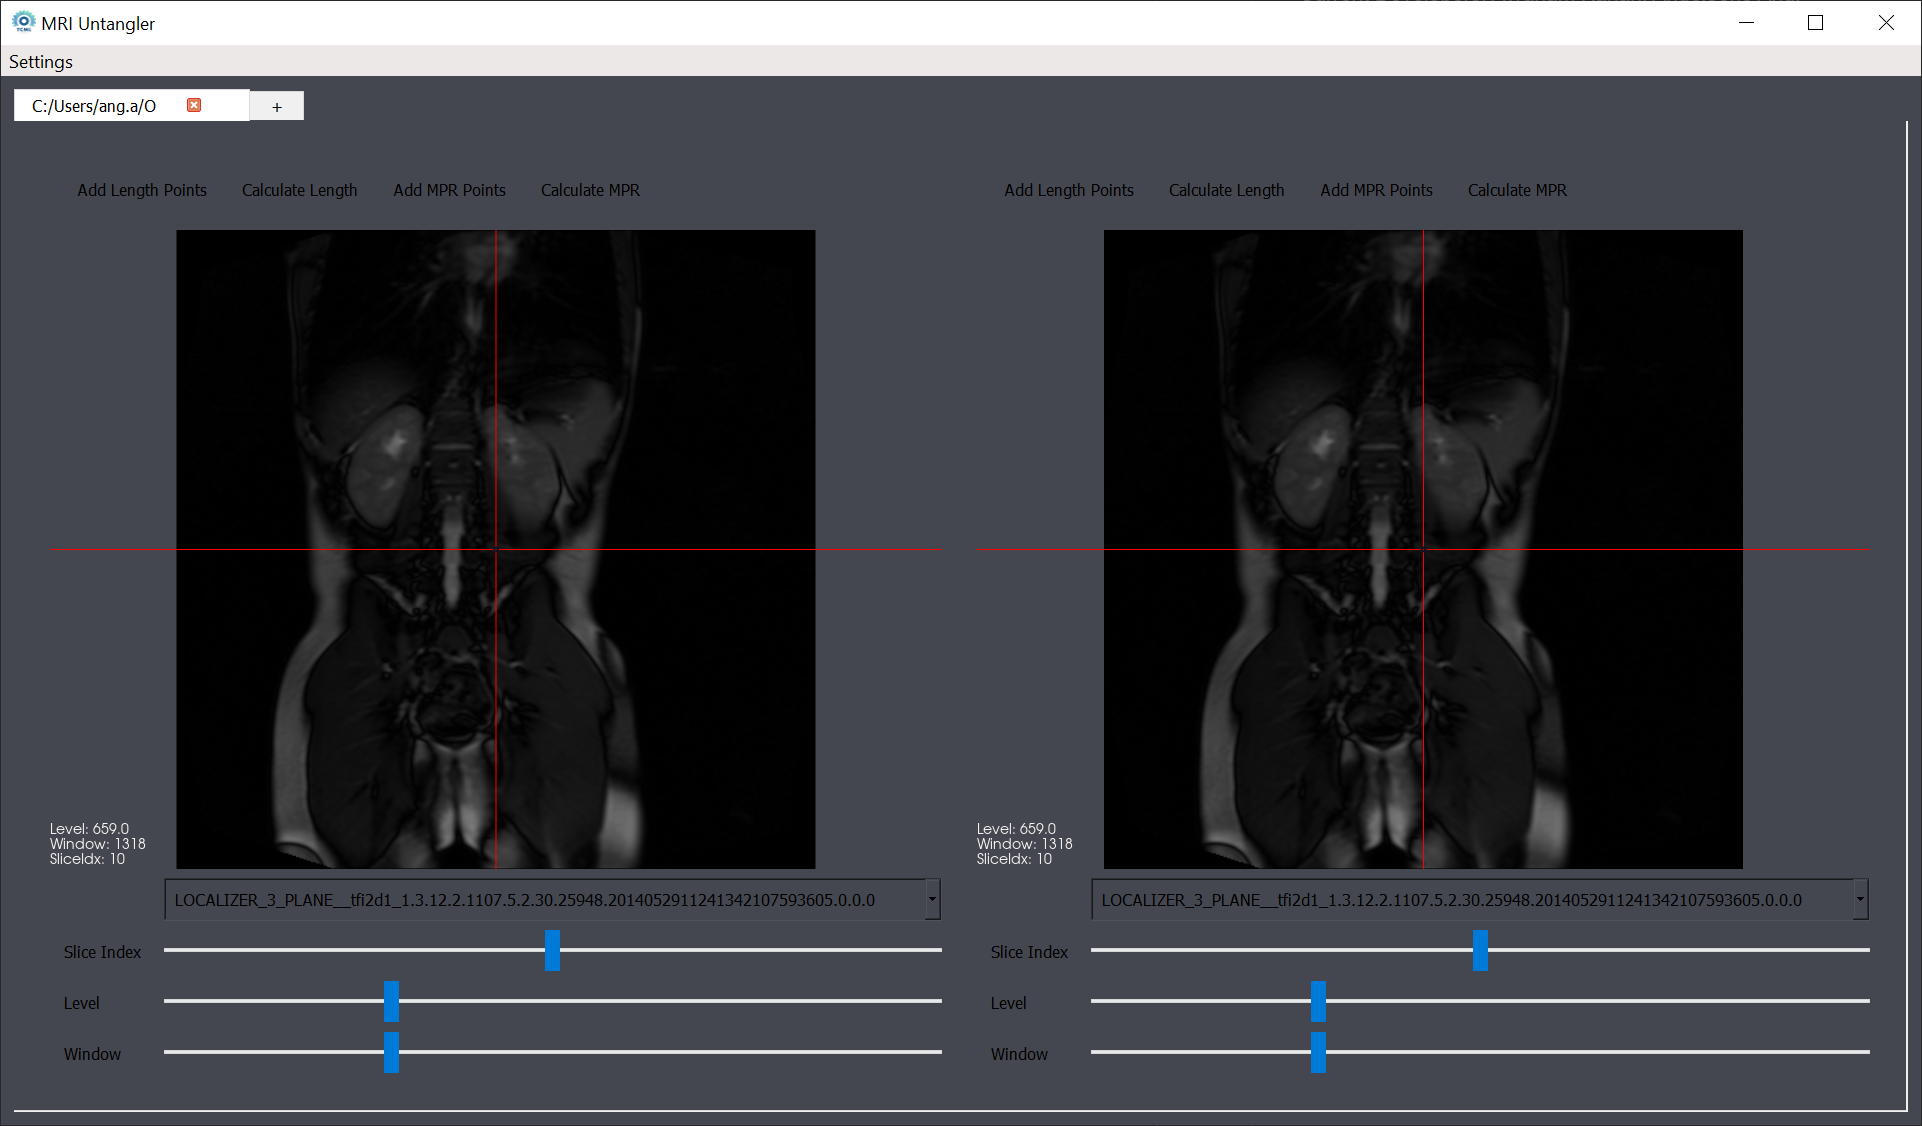 MRI Untangler
Settings
C:/Users/ang.a/O
+
Add Length Points Calculate Length Add MPR Points Calculate MPR
Level: 659.0
Window: 1318
SliceIdx: 10
LOCALIZER_3_PLANE__tfi2d1_1.3.12.2.1107.5.2.30.25948.2014052911241342107593605.0.0.0
Slice Index
Level
Window
Add Length Points Calculate Length Add MPR Points Calculate MPR
Level: 659.0
Window: 1318
SliceIdx: 10
LOCALIZER_3_PLANE__tfi2d1_1.3.12.2.1107.5.2.30.25948.2014052911241342107593605.0.0.0
Slice Index
Level
Window